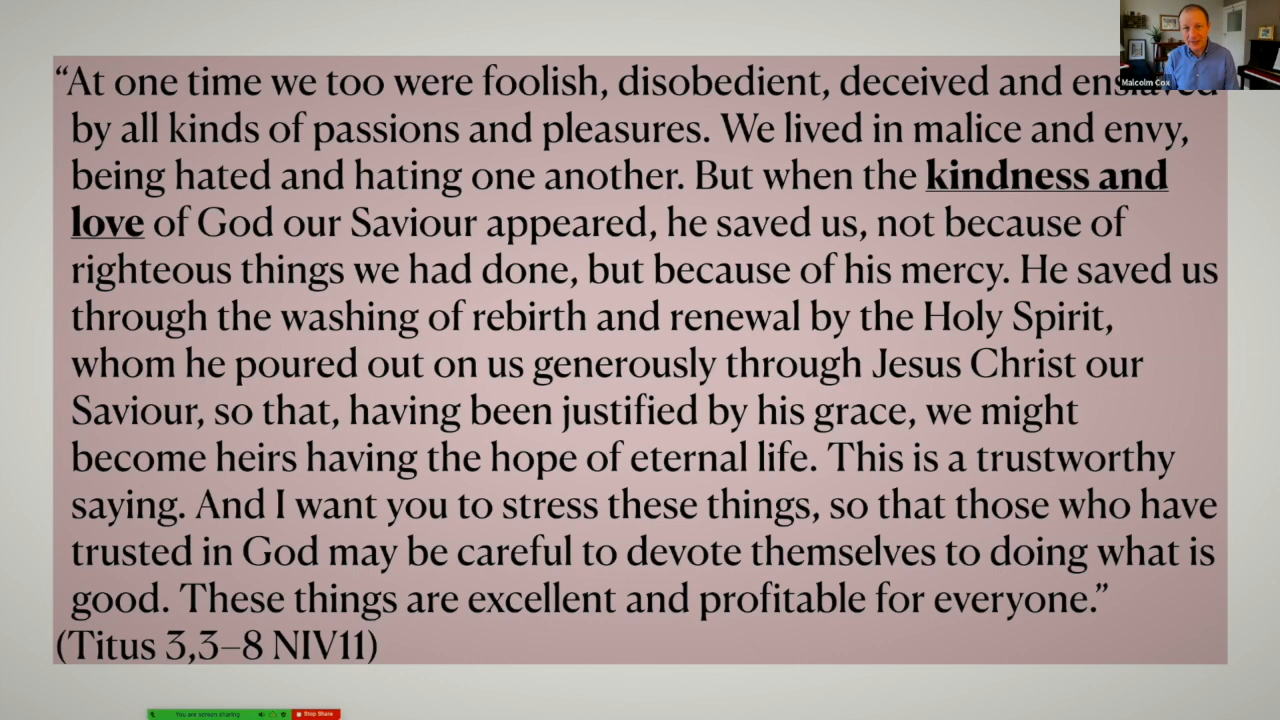 “At one time we too were foolish, disobedient, deceived and enslaved
by all kinds of passions and pleasures. We lived in malice and envy,
being hated and hating one another. But when the kindness and
love of God our Saviour appeared, he saved us, not because of
righteous things we had done, but because of his mercy. He saved us
through the washing of rebirth and renewal by the Holy Spirit,
whom he poured out on us generously through Jesus Christ our
Saviour, so that, having been justified by his grace, we might
become heirs having the hope of eternal life. This is a trustworthy
saying. And I want you to stress these things, so that those who have
trusted in God may be careful to devote themselves to doing what is
good. These things are excellent and profitable for everyone.”
(Titus 3,3–8 NIV11)
Malcolm Cox
You are screen sharing
Stop Share